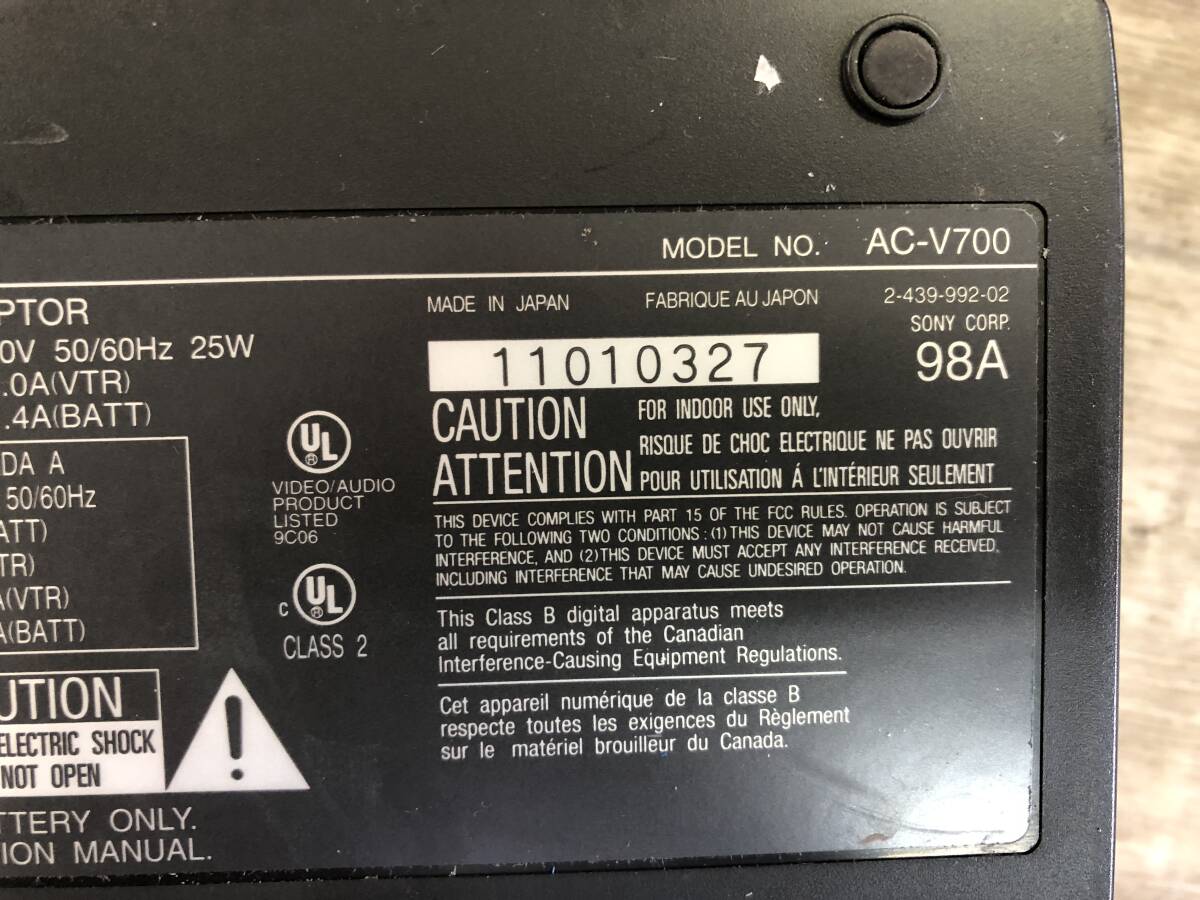 MODEL NO. AC-V700
PTOR
0V 50/60Hz 25W
.0A(VTR)
.4A(BATT)
DA A
50/60Hz
ATT)
TR)
A(VTR)
A(BATT)
UTION
ELECTRIC SHOCK
NOT OPEN
TTERY ONLY.
ION MANUAL.
UL
®
VIDEO/AUDIO
PRODUCT
LISTED
9C06
C UL
®
CLASS 2
MADE IN JAPAN FABRIQUE AU JAPON 2-439-992-02
SONY CORP.
98A
11010327
CAUTION FOR INDOOR USE ONLY,
RISQUE DE CHOC ELECTRIQUE NE PAS OUVRIR
ATTENTION POUR UTILISATION Á L'INTÉRIEUR SEULEMENT
THIS DEVICE COMPLIES WITH PART 15 OF THE FCC RULES. OPERATION IS SUBJECT
TO THE FOLLOWING TWO CONDITIONS : (1) THIS DEVICE MAY NOT CAUSE HARMFUL
INTERFERENCE, AND (2) THIS DEVICE MUST ACCEPT ANY INTERFERENCE RECEIVED,
INCLUDING INTERFERENCE THAT MAY CAUSE UNDESIRED OPERATION.
This Class B digital apparatus meets
all requirements of the Canadian
Interference-Causing Equipment Regulations.
Cet appareil numérique de la classe B
respecte toutes les exigences du Règlement
sur le matériel brouilleur du Canada.